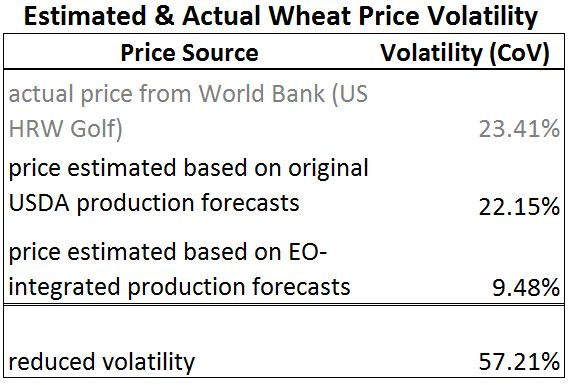 Estimated & Actual Wheat Price Volatility
Price Source Volatility (CoV)
actual price from World Bank (US
HRW Golf) 23.41%
price estimated based on original
USDA production forecasts 22.15%
price estimated based on EO-
integrated production forecasts 9.48%
reduced volatility 57.21%